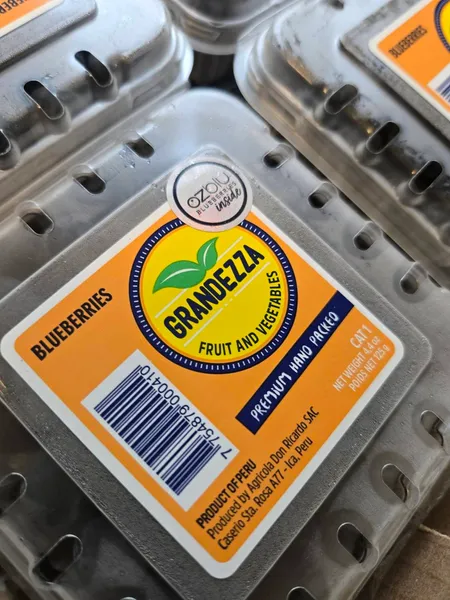 BLUEBERRIES
OZblu
BLUEBERRIES
inside
BLUEBERRIES
GRANDEZZA
FRUIT AND VEGETABLES
PREMIUM HAND PACKED
CAT 1
NET WEIGHT 4.4 oz
POIDS NET 125 g
7 754879 000410
PRODUCT OF PERU
Produced by Agrícola Don Ricardo SAC
Caserio Sta. Rosa A77 - Ica, Peru